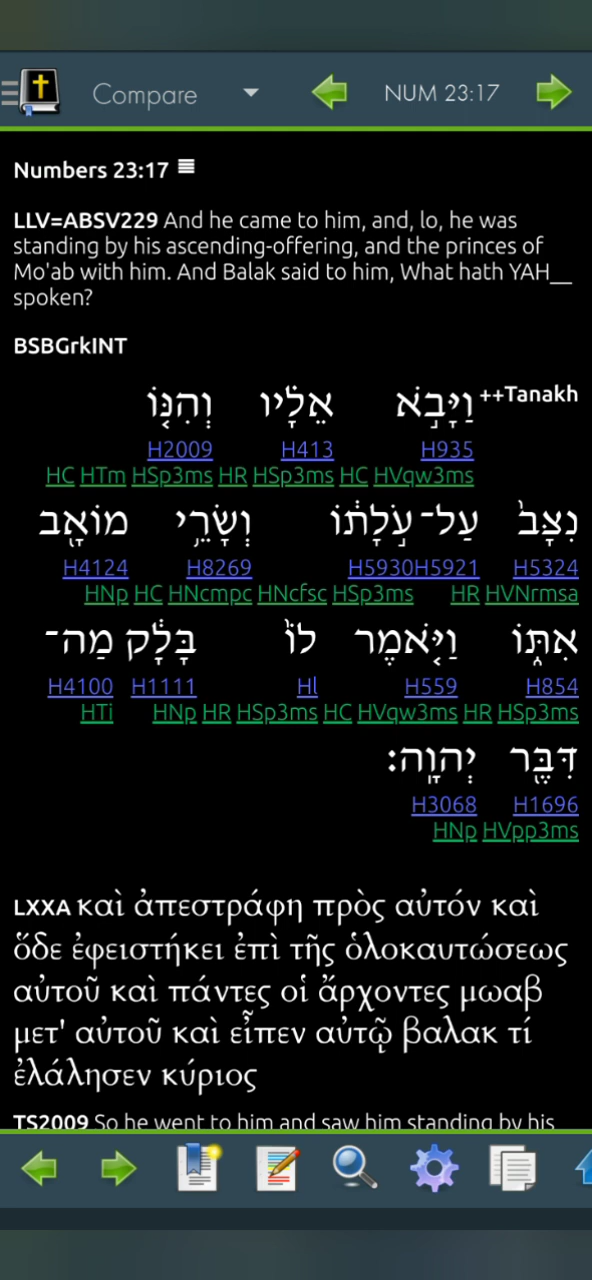 Compare
NUM 23:17
Numbers 23:17
LLV=ABSV229 And he came to him, and, lo, he was
standing by his ascending-offering, and the princes of
Mo'ab with him. And Balak said to him, What hath YAH__
spoken?
BSBGrkINT
++Tanakh וַיָּבֹ֣א אֵלָ֗יו וְהִנּ֤וֹ
H2009 H413 H935
HC HTm HSp3ms HR HSp3ms HC HVqw3ms
נִצָּב֙ עַל־ עֹ֣לָת֔וֹ וְשָׂרֵ֥י מוֹאָ֖ב
H4124 H8269 H5930H5921 H5324
HNp HC HNcmpc HNcfsc HSp3ms HR HVNrmsa
אִתּ֑וֹ וַיֹּ֤אמֶר לוֹ֙ בָּלָ֔ק מַה־
H4100 H1111 Hl H559 H854
HTi HNp HR HSp3ms HC HVqw3ms HR HSp3ms
דִּבֶּ֖ר יְהוָֽה׃
H3068 H1696
HNp HVpp3ms
LXXA καὶ ἀπεστράφη πρὸς αὐτόν καὶ
ὅδε ἐφειστήκει ἐπὶ τῆς ὁλοκαυτώσεως
αὐτοῦ καὶ πάντες οἱ ἄρχοντες μωαβ
μετ' αὐτοῦ καὶ εἶπεν αὐτῷ βαλακ τί
ἐλάλησεν κύριος
TS2009 So he went to him and saw him standing by his